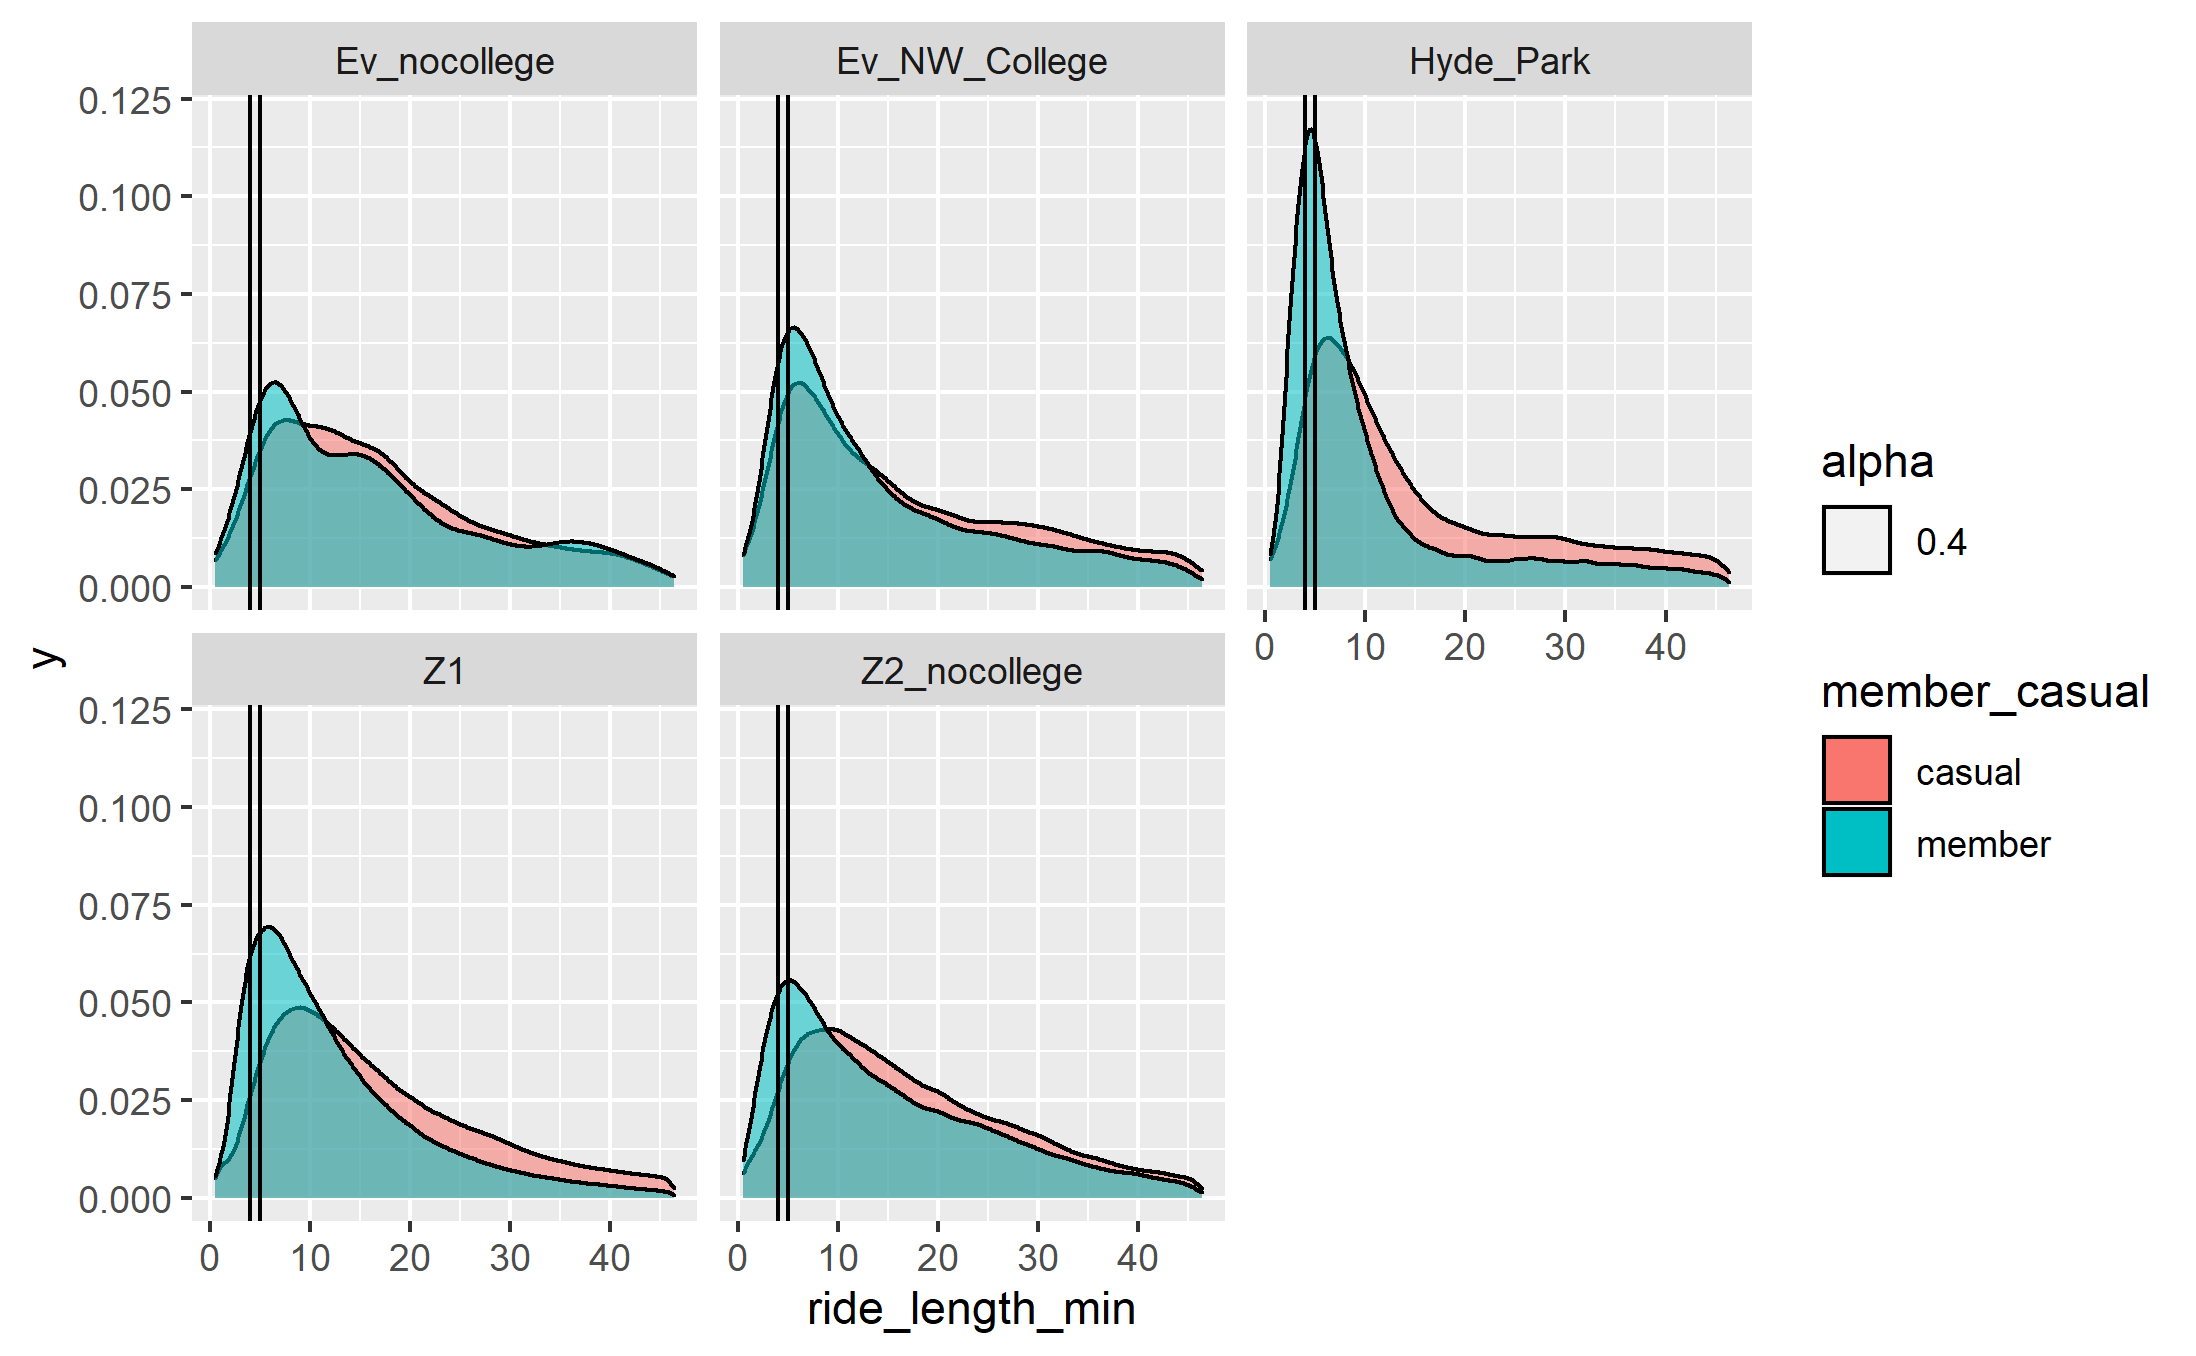 Ev_nocollege Ev_NW_College Hyde_Park
0.125
0.100
0.075
0.050
0.025
0.000
0 10 20 30 40
y
Z1 Z2_nocollege
0.125
0.100
0.075
0.050
0.025
0.000
0 10 20 30 40 0 10 20 30 40
ride_length_min
alpha
0.4
member_casual
casual
member